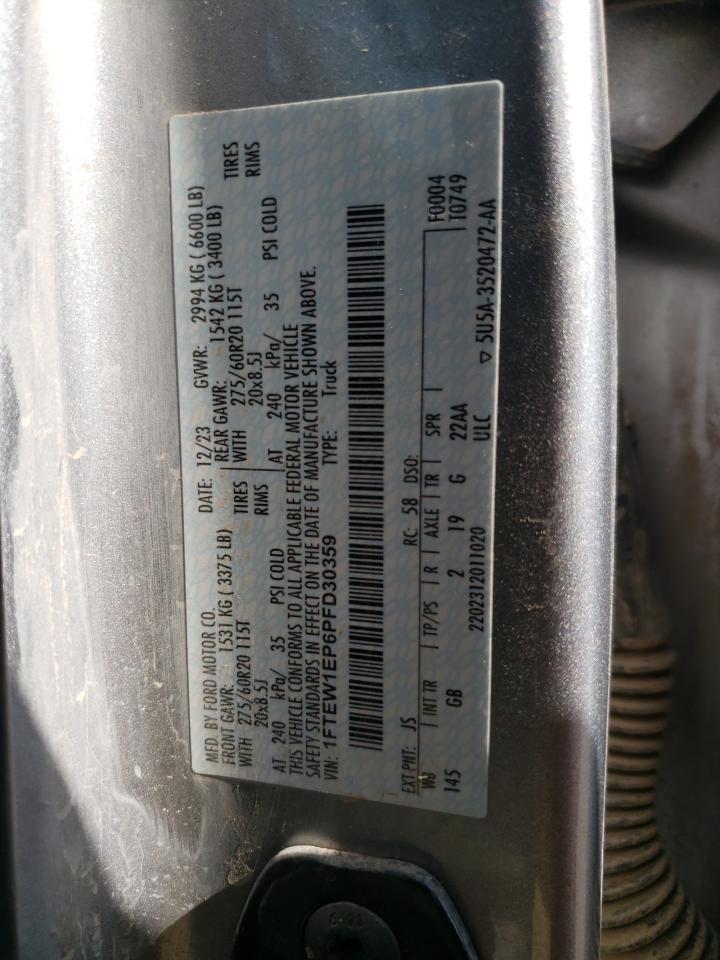 MFD. BY FORD MOTOR CO. DATE: 12/23 GVWR: 2994 KG ( 6600 LB)
FRONT GAWR: 1531 KG ( 3375 LB) REAR GAWR: 1542 KG ( 3400 LB)
WITH 275/60R20 115T TIRES WITH 275/60R20 115T TIRES
20x8.5J RIMS 20x8.5J RIMS
AT 240 kPa/ 35 PSI COLD AT 240 kPa/ 35 PSI COLD
THIS VEHICLE CONFORMS TO ALL APPLICABLE FEDERAL MOTOR VEHICLE
SAFETY STANDARDS IN EFFECT ON THE DATE OF MANUFACTURE SHOWN ABOVE.
VIN: 1FTEW1EP6PFD30359 TYPE: Truck
EXT PNT: JS RC: 58 DSO: F0004
WB INT TR TP/PS R AXLE TR SPR T0749
145 GB 2 19 G 22AA
2202312011020 ULC ▽ 5U5A-3520472-AA